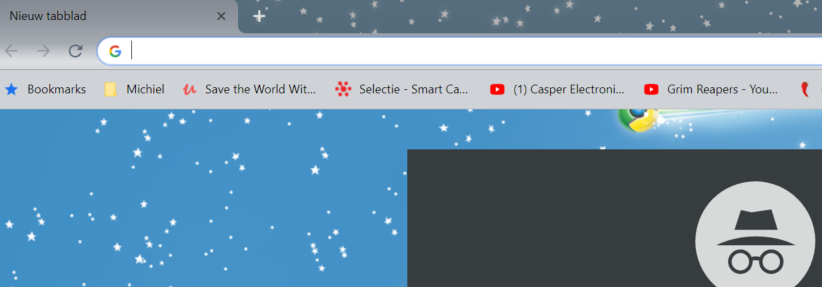 Nieuw tabblad
Bookmarks Michiel Save the World Wit... Selectie - Smart Ca... (1) Casper Electroni... Grim Reapers - You...